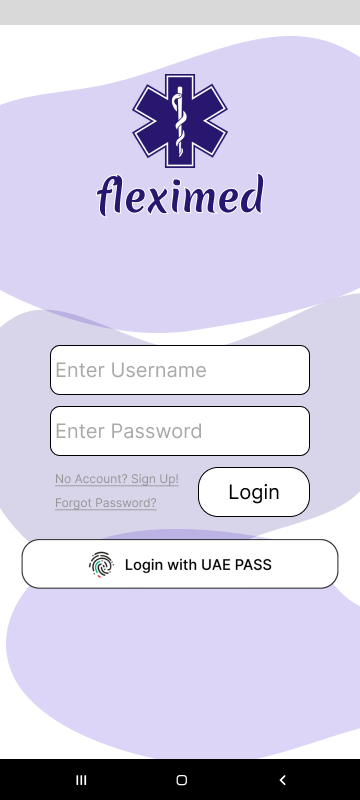 fleximed
Enter Username
Enter Password
No Account? Sign Up!
Forgot Password?
Login
Login with UAE PASS